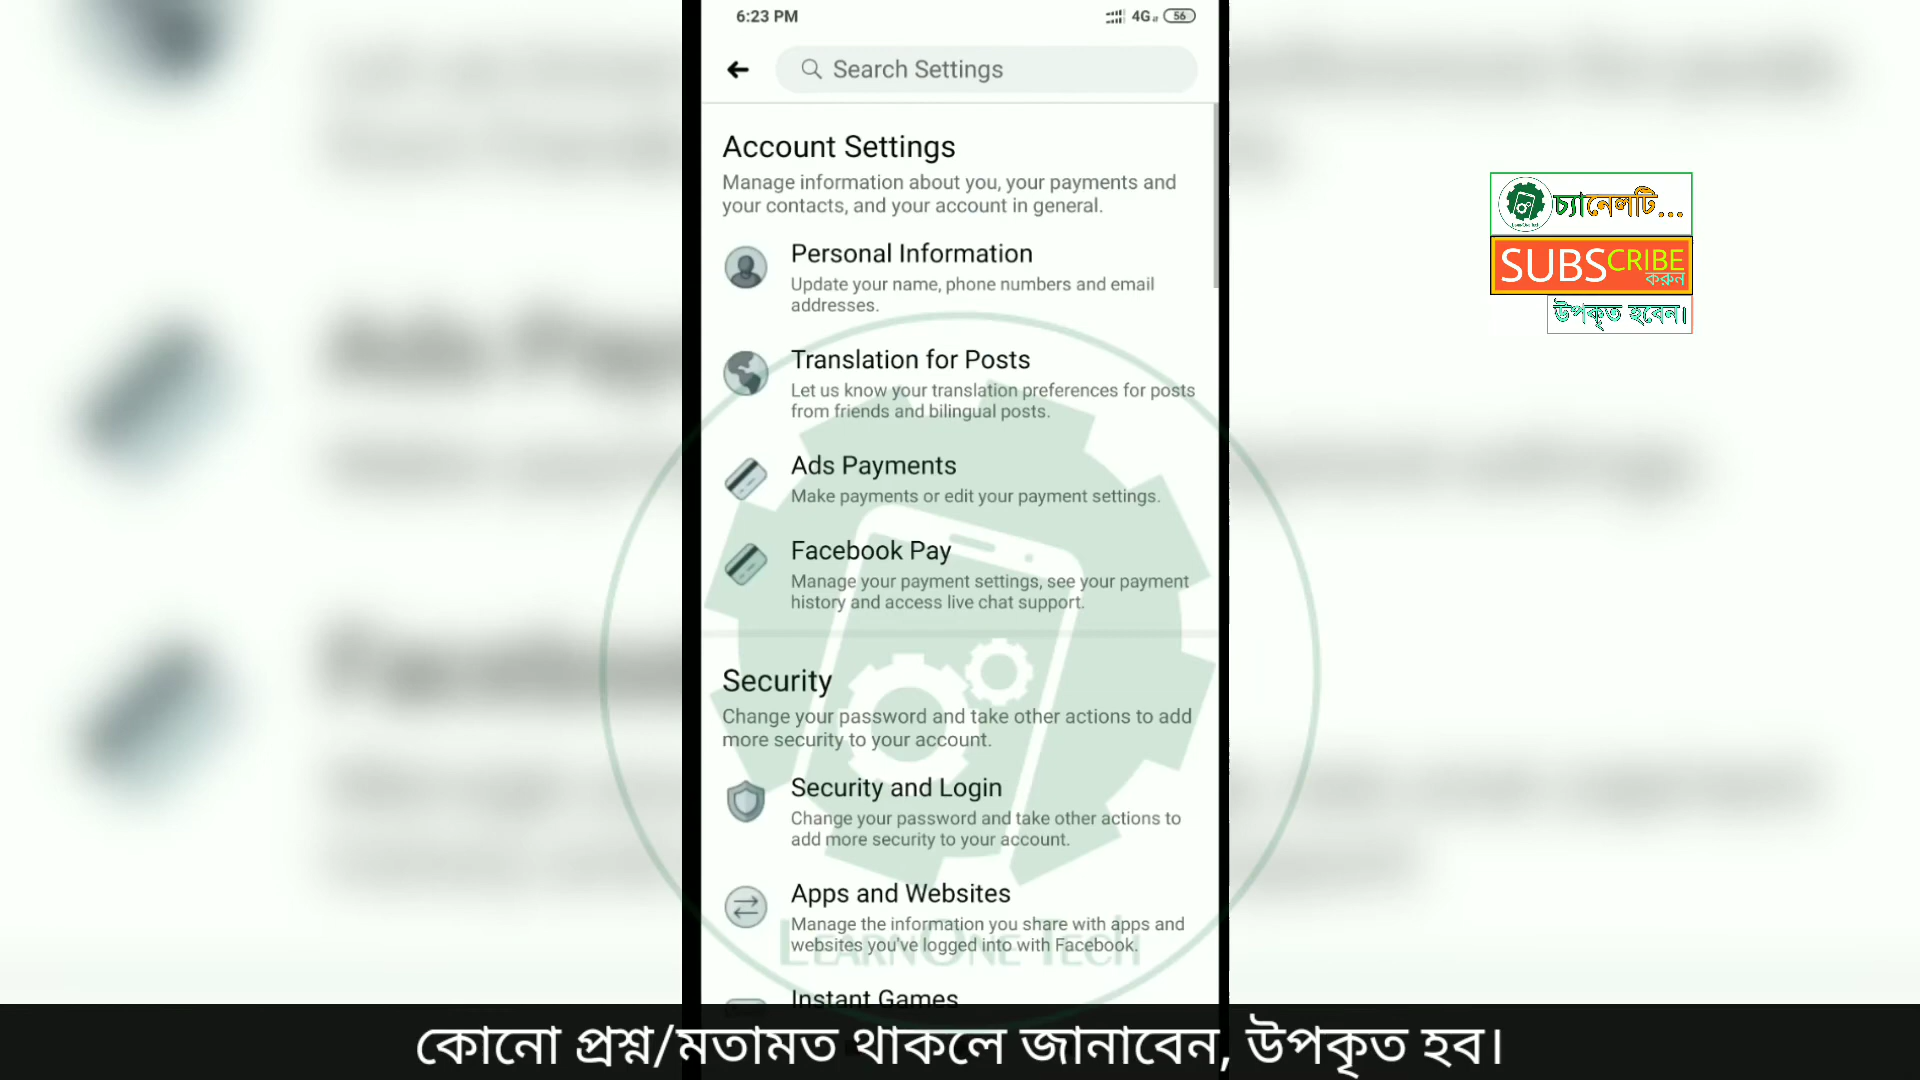 6:23 PM
4G
56
Search Settings
Account Settings
Manage information about you, your payments and
your contacts, and your account in general.
Personal Information
Update your name, phone numbers and email
addresses.
Translation for Posts
Let us know your translation preferences for posts
from friends and bilingual posts.
Ads Payments
Make payments or edit your payment settings.
Facebook Pay
Manage your payment settings, see your payment
history and access live chat support.
Security
Change your password and take other actions to add
more security to your account.
Security and Login
Change your password and take other actions to
add more security to your account.
Apps and Websites
Manage the information you share with apps and
websites you've logged into with Facebook.
LEARNONE TECH
Instant Games
চ্যানেলটি...
SUBSCRIBE
করুন
উপকৃত হবেন।
কোনো প্রশ্ন/মতামত থাকলে জানাবেন, উপকৃত হব।